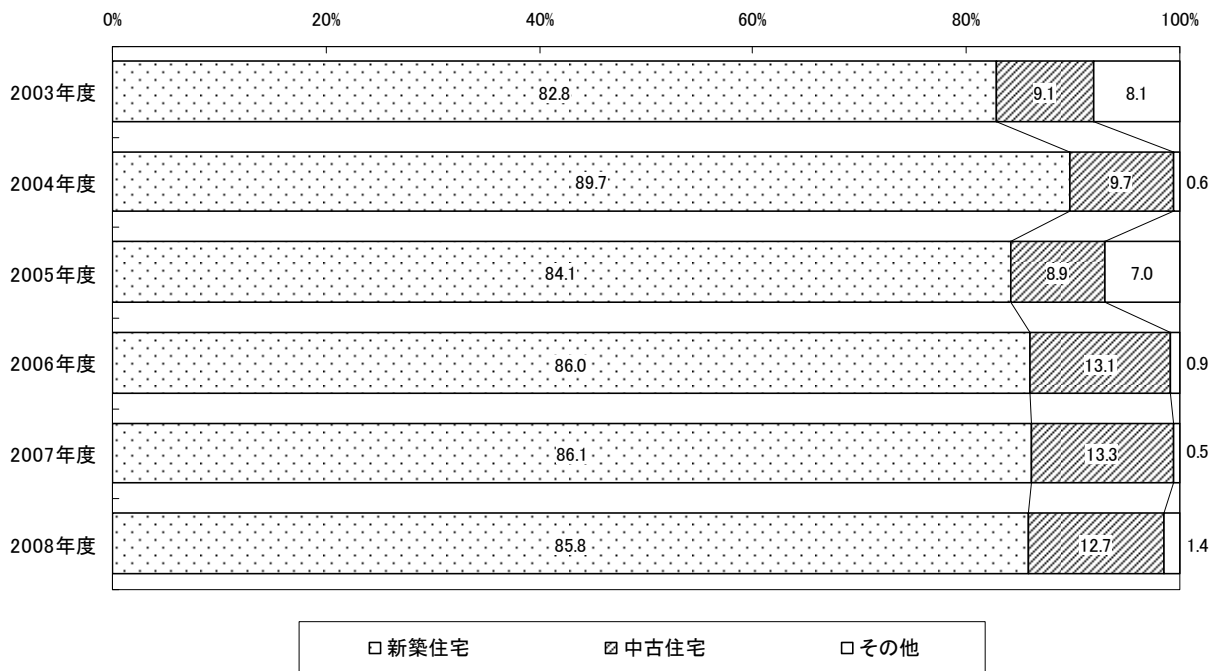 0% 20% 40% 60% 80% 100%
2003年度 82.8 9.1 8.1
2004年度 89.7 9.7 0.6
2005年度 84.1 8.9 7.0
2006年度 86.0 13.1 0.9
2007年度 86.1 13.3 0.5
2008年度 85.8 12.7 1.4
新築住宅 中古住宅 その他